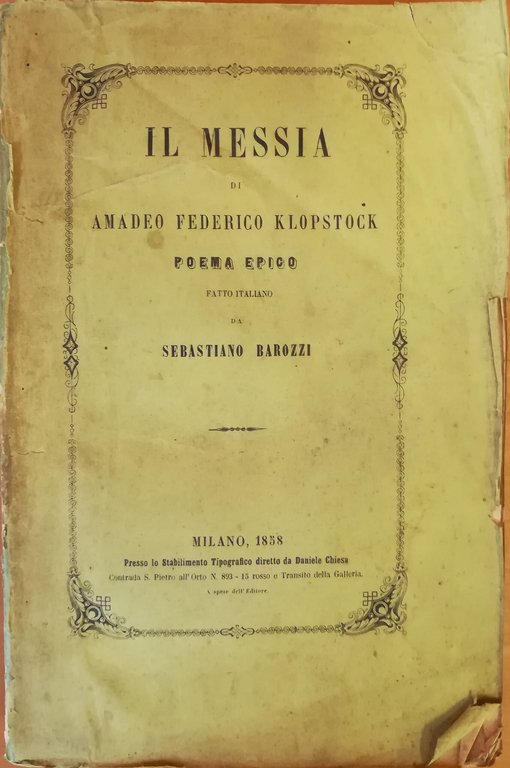 IL MESSIA
DI
AMADEO FEDERICO KLOPSTOCK
POEMA EPICO
FATTO ITALIANO
DA
SEBASTIANO BAROZZI
MILANO, 1858
Presso lo Stabilimento Tipografico diretto da Daniele Chiesa
Contrada S. Pietro all'Orto N. 893 - 15 rosso e Transito della Galleria.
A spese dell'Editore.